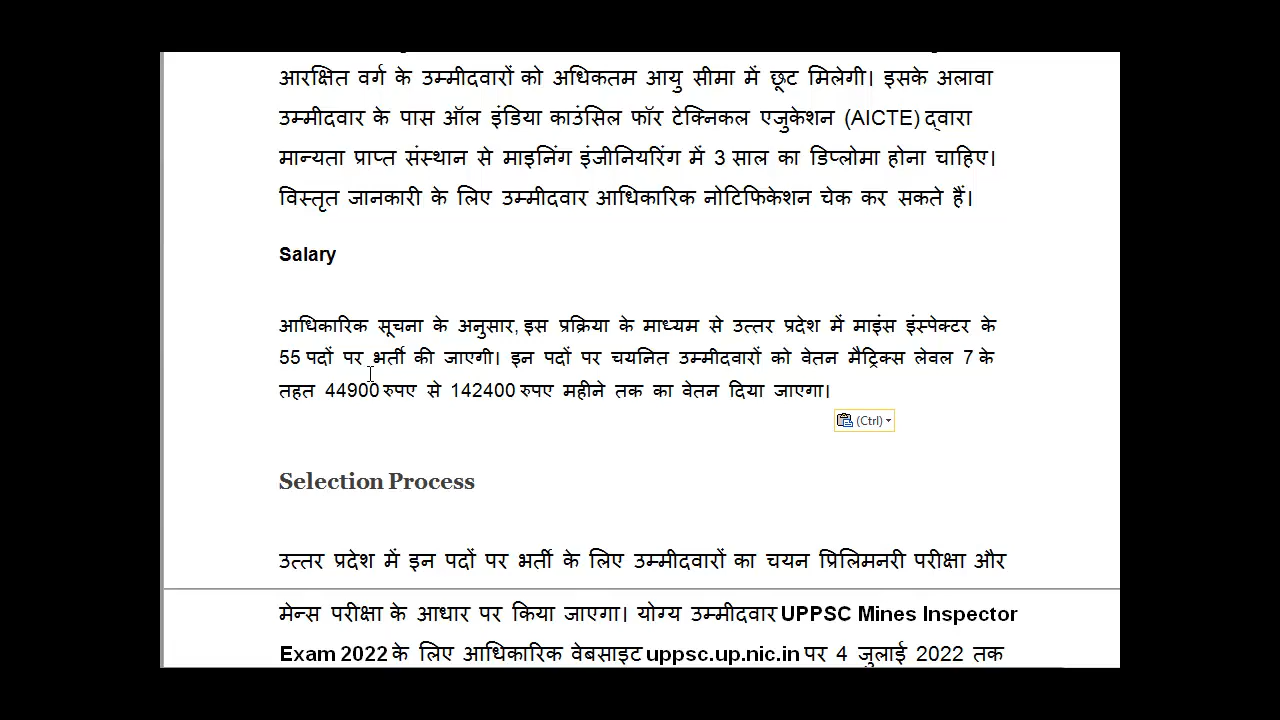 आरक्षित वर्ग के उम्मीदवारों को अधिकतम आयु सीमा में छूट मिलेगी। इसके अलावा
उम्मीदवार के पास ऑल इंडिया काउंसिल फॉर टेक्निकल एजुकेशन (AICTE) द्वारा
मान्यता प्राप्त संस्थान से माइनिंग इंजीनियरिंग में 3 साल का डिप्लोमा होना चाहिए।
विस्तृत जानकारी के लिए उम्मीदवार आधिकारिक नोटिफिकेशन चेक कर सकते हैं।
Salary
आधिकारिक सूचना के अनुसार, इस प्रक्रिया के माध्यम से उत्तर प्रदेश में माइंस इंस्पेक्टर के
55 पदों पर भर्ती की जाएगी। इन पदों पर चयनित उम्मीदवारों को वेतन मैट्रिक्स लेवल 7 के
तहत 44900 रुपए से 142400 रुपए महीने तक का वेतन दिया जाएगा।
(Ctrl)
Selection Process
उत्तर प्रदेश में इन पदों पर भर्ती के लिए उम्मीदवारों का चयन प्रिलिमनरी परीक्षा और
मेन्स परीक्षा के आधार पर किया जाएगा। योग्य उम्मीदवार UPPSC Mines Inspector
Exam 2022 के लिए आधिकारिक वेबसाइट uppsc.up.nic.in पर 4 जुलाई 2022 तक